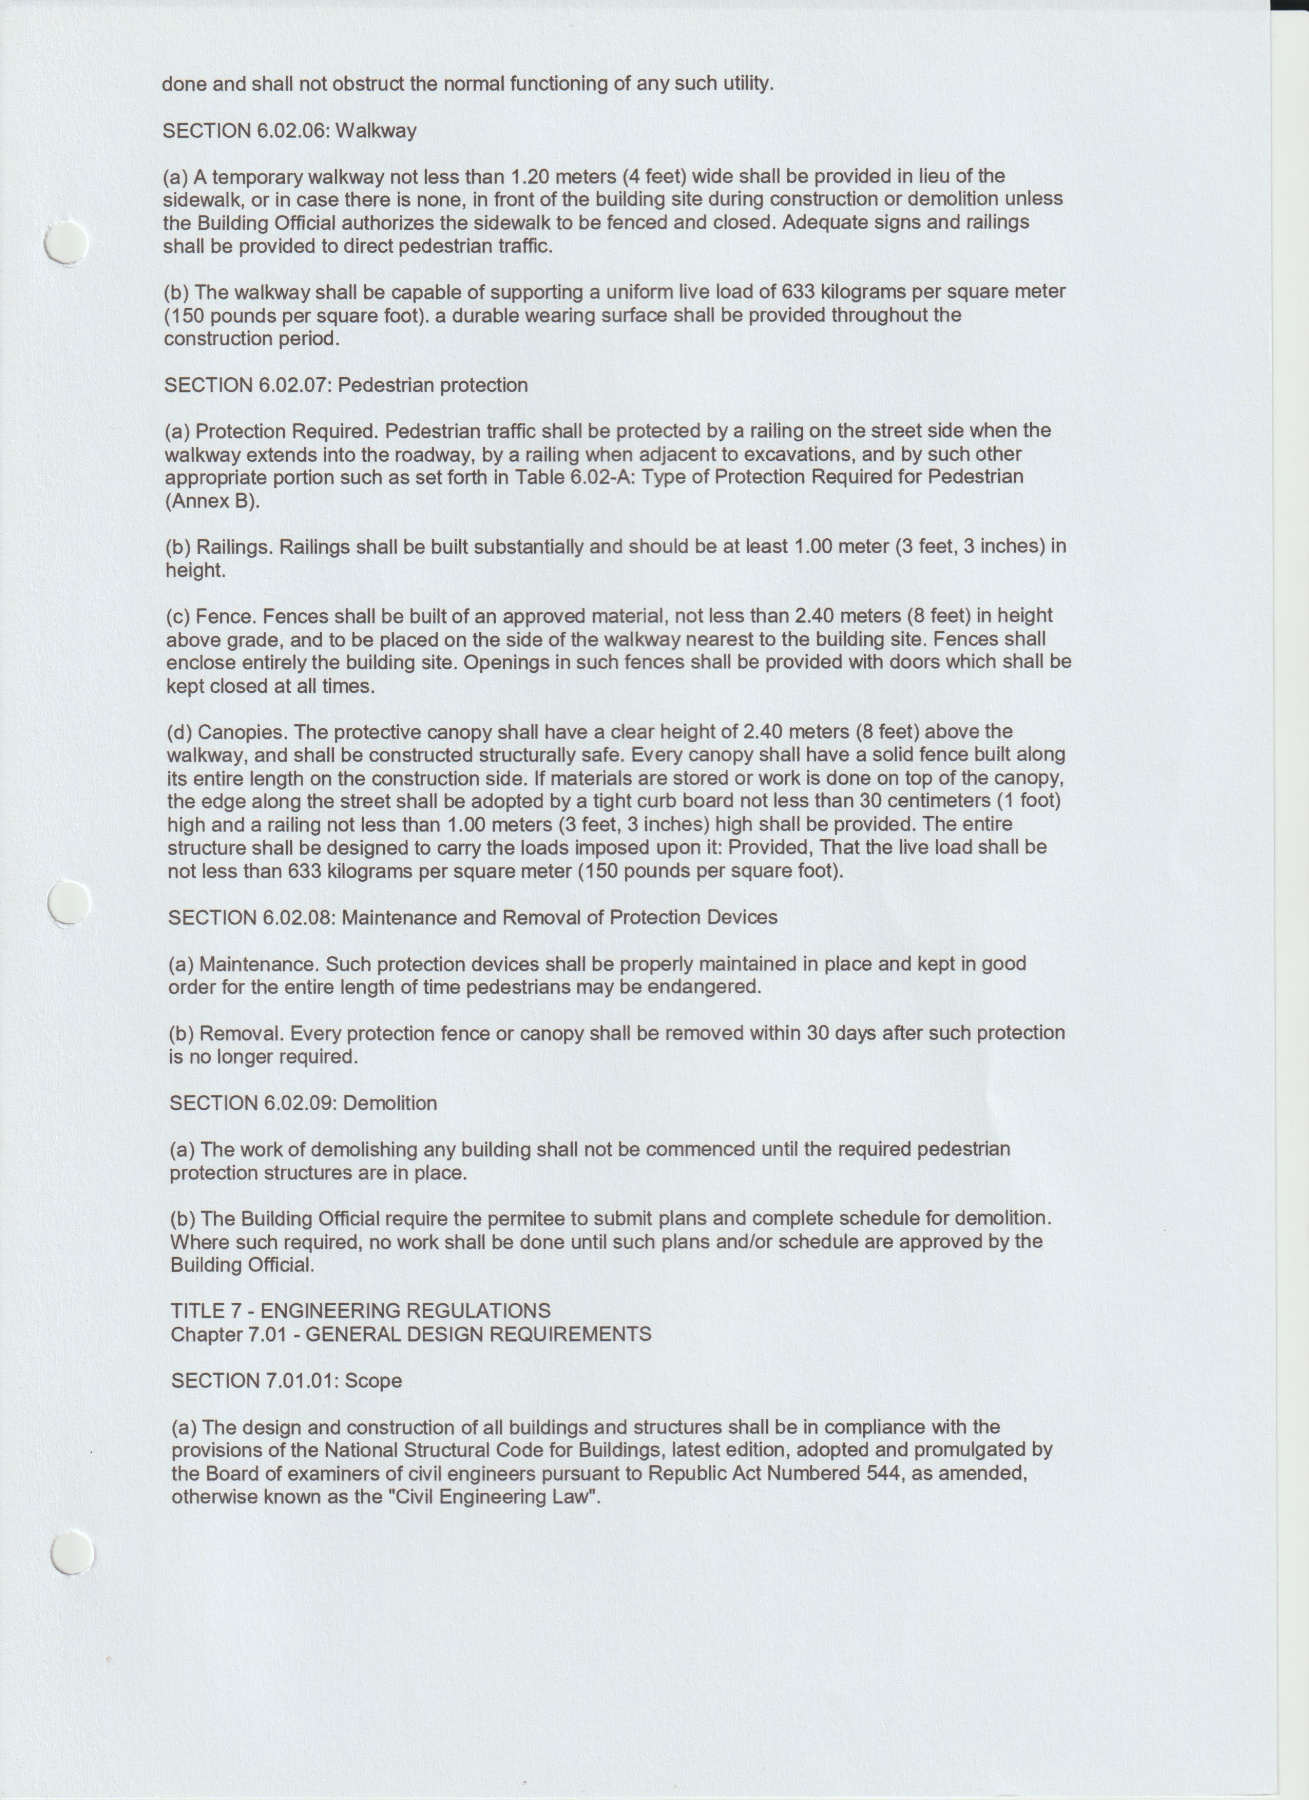 done and shall not obstruct the normal functioning of any such utility.
SECTION 6.02.06: Walkway
(a) A temporary walkway not less than 1.20 meters (4 feet) wide shall be provided in lieu of the
sidewalk, or in case there is none, in front of the building site during construction or demolition unless
the Building Official authorizes the sidewalk to be fenced and closed. Adequate signs and railings
shall be provided to direct pedestrian traffic.
(b) The walkway shall be capable of supporting a uniform live load of 633 kilograms per square meter
(150 pounds per square foot). a durable wearing surface shall be provided throughout the
construction period.
SECTION 6.02.07: Pedestrian protection
(a) Protection Required. Pedestrian traffic shall be protected by a railing on the street side when the
walkway extends into the roadway, by a railing when adjacent to excavations, and by such other
appropriate portion such as set forth in Table 6.02-A: Type of Protection Required for Pedestrian
(Annex B).
(b) Railings. Railings shall be built substantially and should be at least 1.00 meter (3 feet, 3 inches) in
height.
(c) Fence. Fences shall be built of an approved material, not less than 2.40 meters (8 feet) in height
above grade, and to be placed on the side of the walkway nearest to the building site. Fences shall
enclose entirely the building site. Openings in such fences shall be provided with doors which shall be
kept closed at all times.
(d) Canopies. The protective canopy shall have a clear height of 2.40 meters (8 feet) above the
walkway, and shall be constructed structurally safe. Every canopy shall have a solid fence built along
its entire length on the construction side. If materials are stored or work is done on top of the canopy,
the edge along the street shall be adopted by a tight curb board not less than 30 centimeters (1 foot)
high and a railing not less than 1.00 meters (3 feet, 3 inches) high shall be provided. The entire
structure shall be designed to carry the loads imposed upon it: Provided, That the live load shall be
not less than 633 kilograms per square meter (150 pounds per square foot).
SECTION 6.02.08: Maintenance and Removal of Protection Devices
(a) Maintenance. Such protection devices shall be properly maintained in place and kept in good
order for the entire length of time pedestrians may be endangered.
(b) Removal. Every protection fence or canopy shall be removed within 30 days after such protection
is no longer required.
SECTION 6.02.09: Demolition
(a) The work of demolishing any building shall not be commenced until the required pedestrian
protection structures are in place.
(b) The Building Official require the permitee to submit plans and complete schedule for demolition.
Where such required, no work shall be done until such plans and/or schedule are approved by the
Building Official.
TITLE 7 - ENGINEERING REGULATIONS
Chapter 7.01 - GENERAL DESIGN REQUIREMENTS
SECTION 7.01.01: Scope
(a) The design and construction of all buildings and structures shall be in compliance with the
provisions of the National Structural Code for Buildings, latest edition, adopted and promulgated by
the Board of examiners of civil engineers pursuant to Republic Act Numbered 544, as amended,
otherwise known as the "Civil Engineering Law".